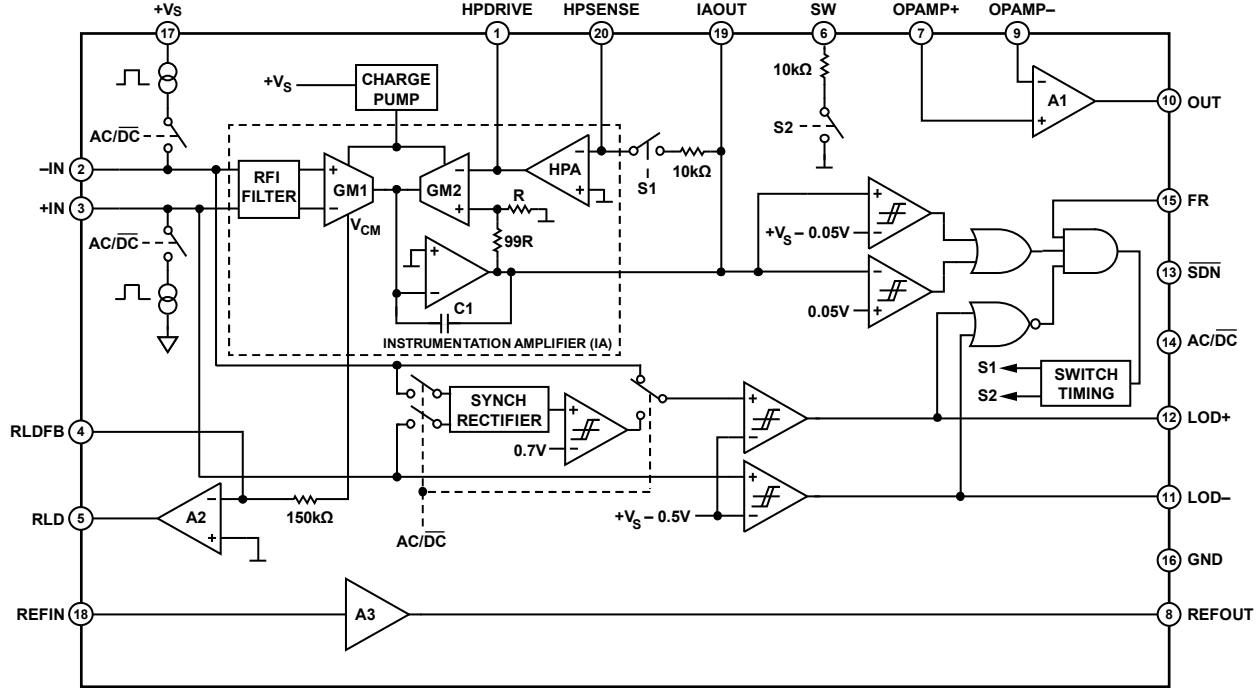 +VS
HPDRIVE
HPSENSE
IAOUT
SW
OPAMP+
OPAMP–
17
1
20
19
6
7
9
10kΩ
+VS
CHARGE
PUMP
–
A1
+
10
OUT
AC/DC̅
S2
–IN
2
RFI
FILTER
+
GM1
–
–
GM2
+
HPA
–
+
S1
10kΩ
R
+IN
3
VCM
99R
AC/DC̅
+
–
C1
INSTRUMENTATION AMPLIFIER (IA)
+
–
+VS – 0.05V
–
+
0.05V
15
FR
13
S̅D̅N̅
14
AC/DC̅
S1
S2
SWITCH
TIMING
SYNCH
RECTIFIER
+
–
0.7V
+
–
12
LOD+
RLDFB
4
+
–
+VS – 0.5V
11
LOD–
RLD
5
A2
–
+
150kΩ
AC/DC̅
16
GND
REFIN
18
A3
8
REFOUT